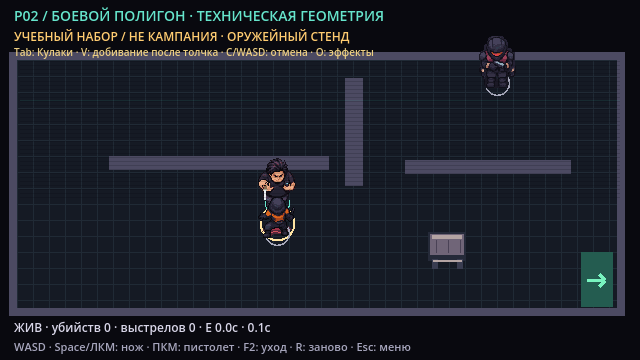 P02 / БОЕВОЙ ПОЛИГОН · ТЕХНИЧЕСКАЯ ГЕОМЕТРИЯ
УЧЕБНЫЙ НАБОР / НЕ КАМПАНИЯ · ОРУЖЕЙНЫЙ СТЕНД
Tab: Кулаки · V: добивание после толчка · C/WASD: отмена · O: эффекты
ЖИВ · убийств 0 · выстрелов 0 · E 0.0с · 0.1с
WASD · Space/ЛКМ: нож · ПКМ: пистолет · F2: уход · R: заново · Esc: меню